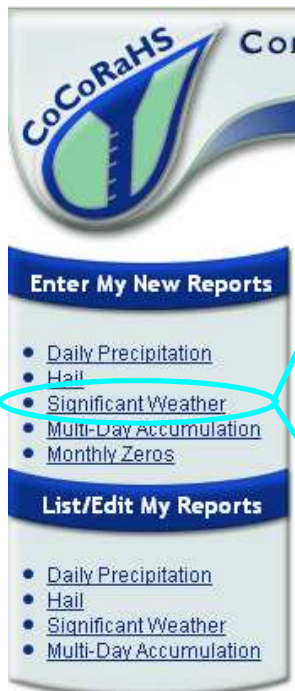 CoCoRaHS
Co
Enter My New Reports
Daily Precipitation
Hail
Significant Weather
Multi-Day Accumulation
Monthly Zeros
List/Edit My Reports
Daily Precipitation
Hail
Significant Weather
Multi-Day Accumulation